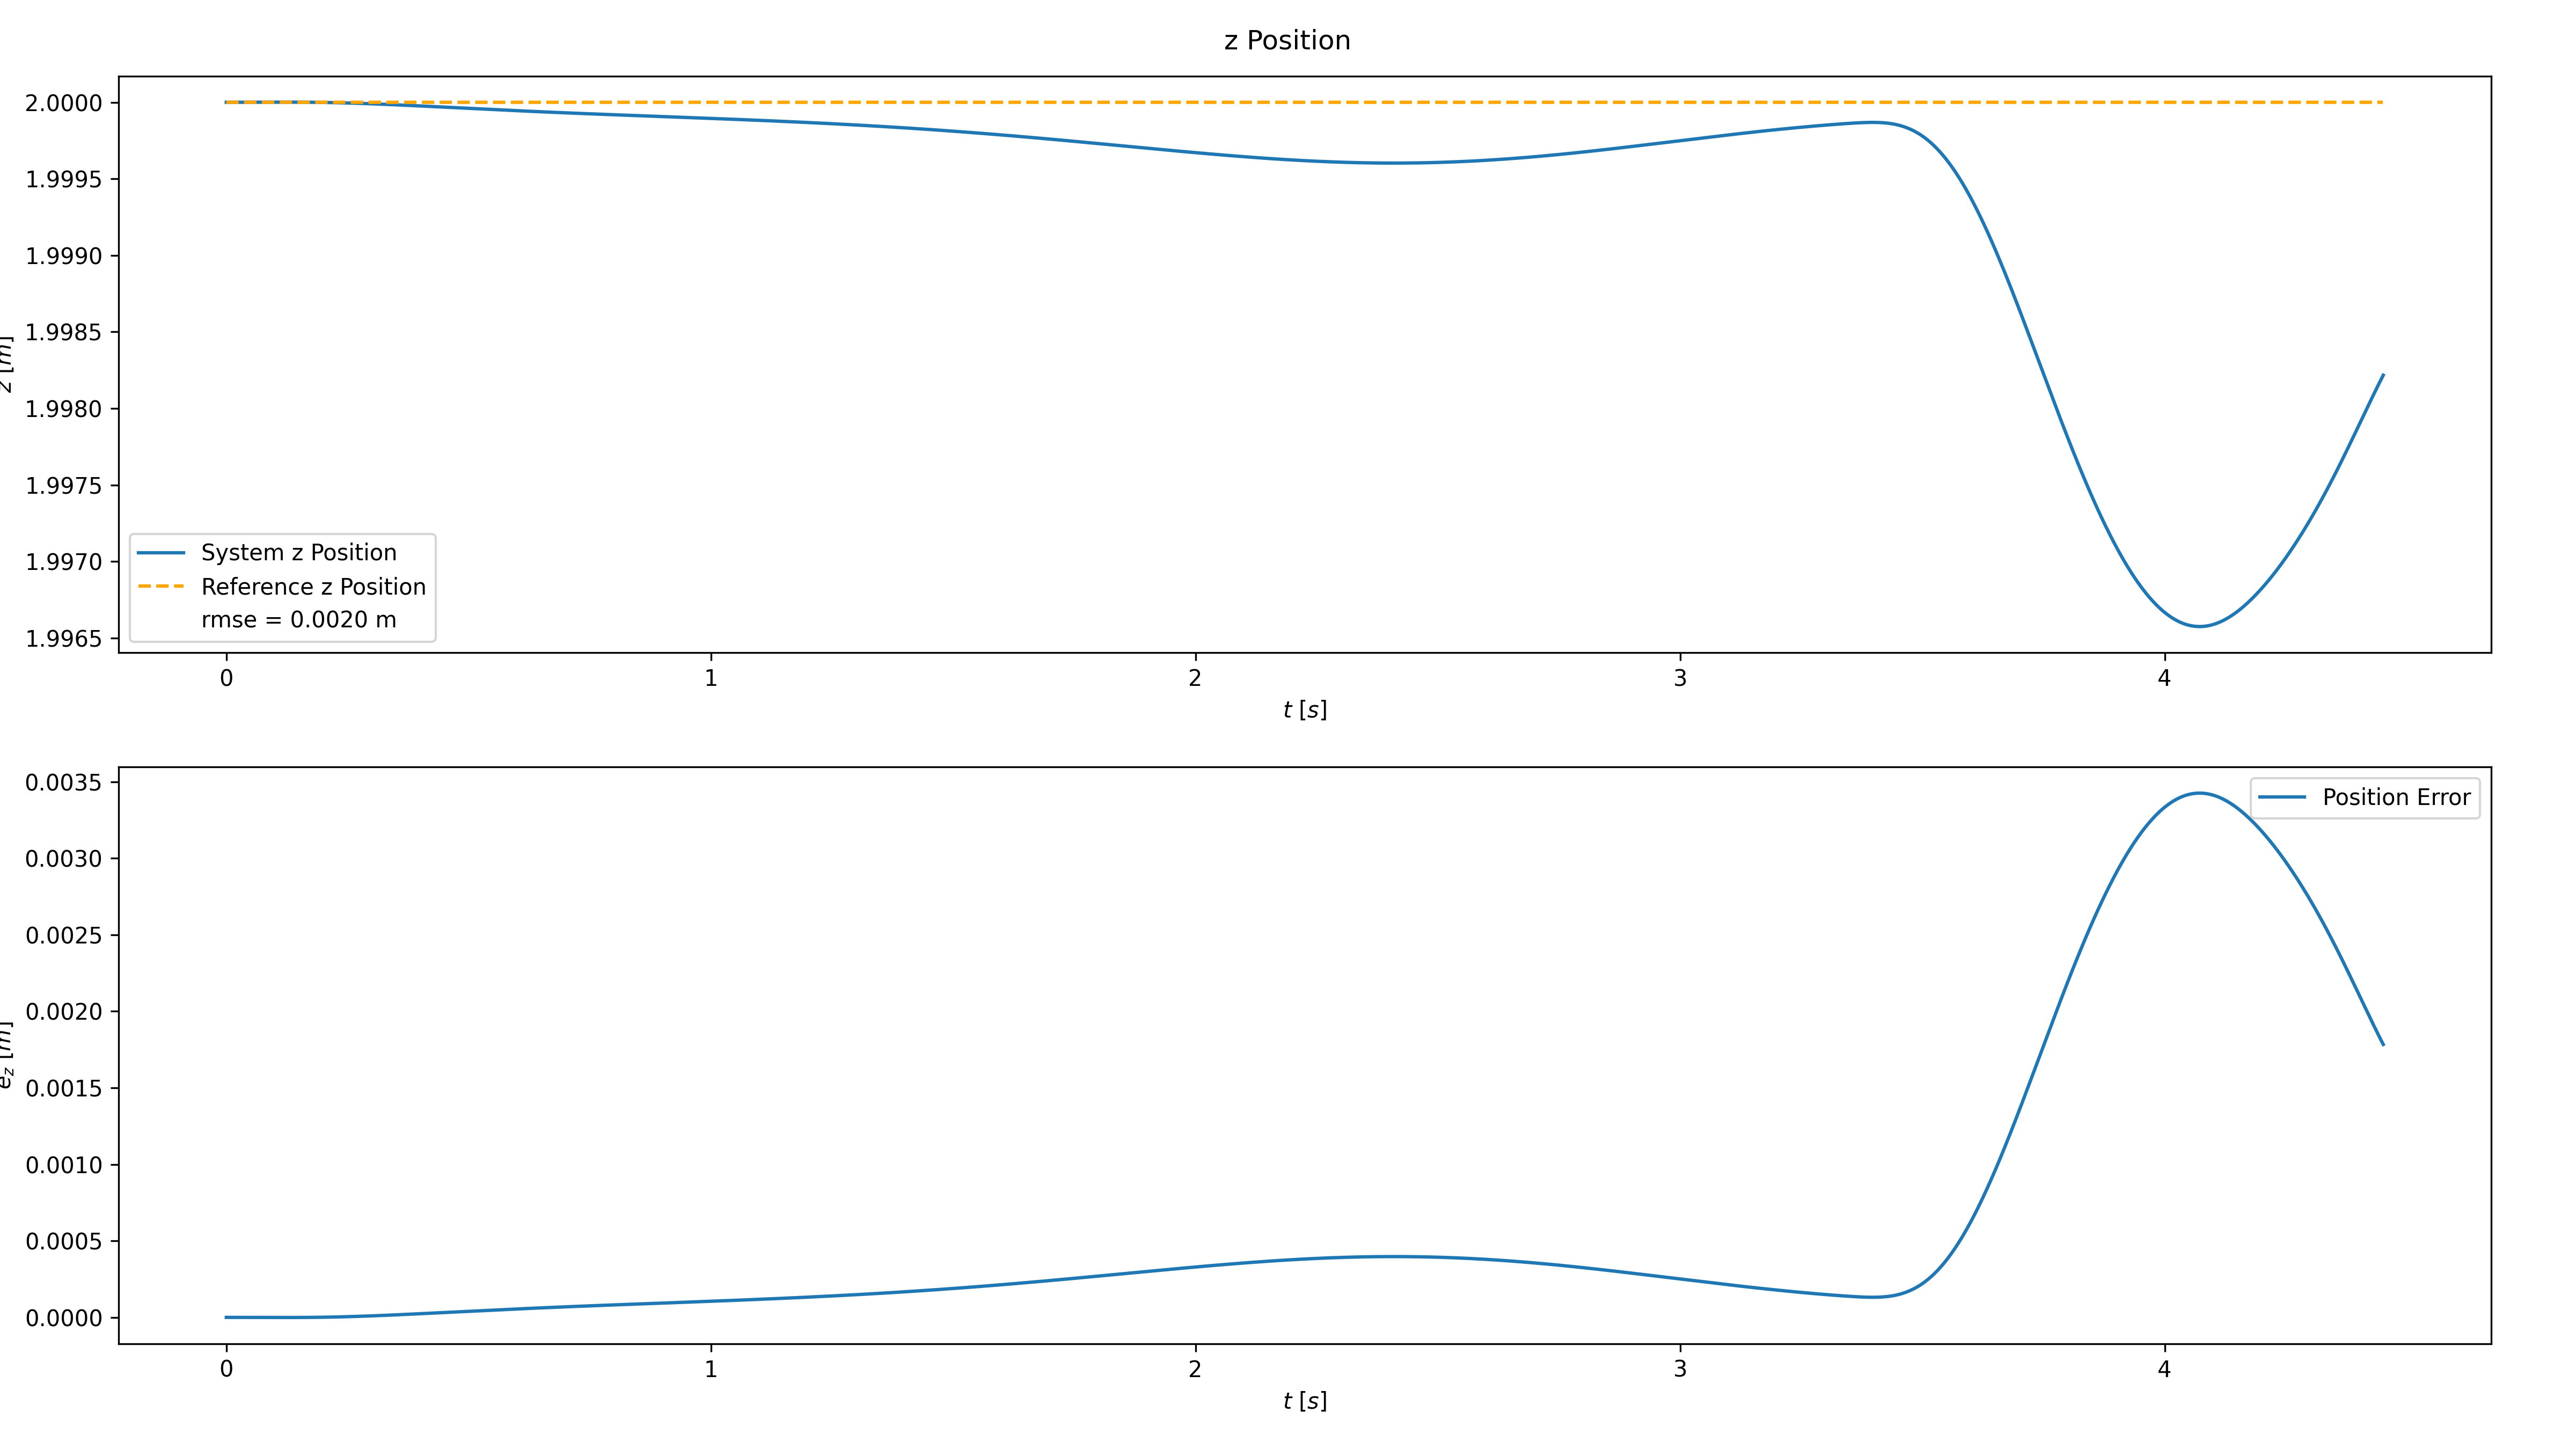 z Position
2.0000
1.9995
1.9990
1.9985
1.9980
1.9975
1.9970
1.9965
z [m]
System z Position
Reference z Position
rmse = 0.0020 m
0 1 2 3 4
t [s]
0.0035
0.0030
0.0025
0.0020
0.0015
0.0010
0.0005
0.0000
e_z [m]
Position Error
0 1 2 3 4
t [s]